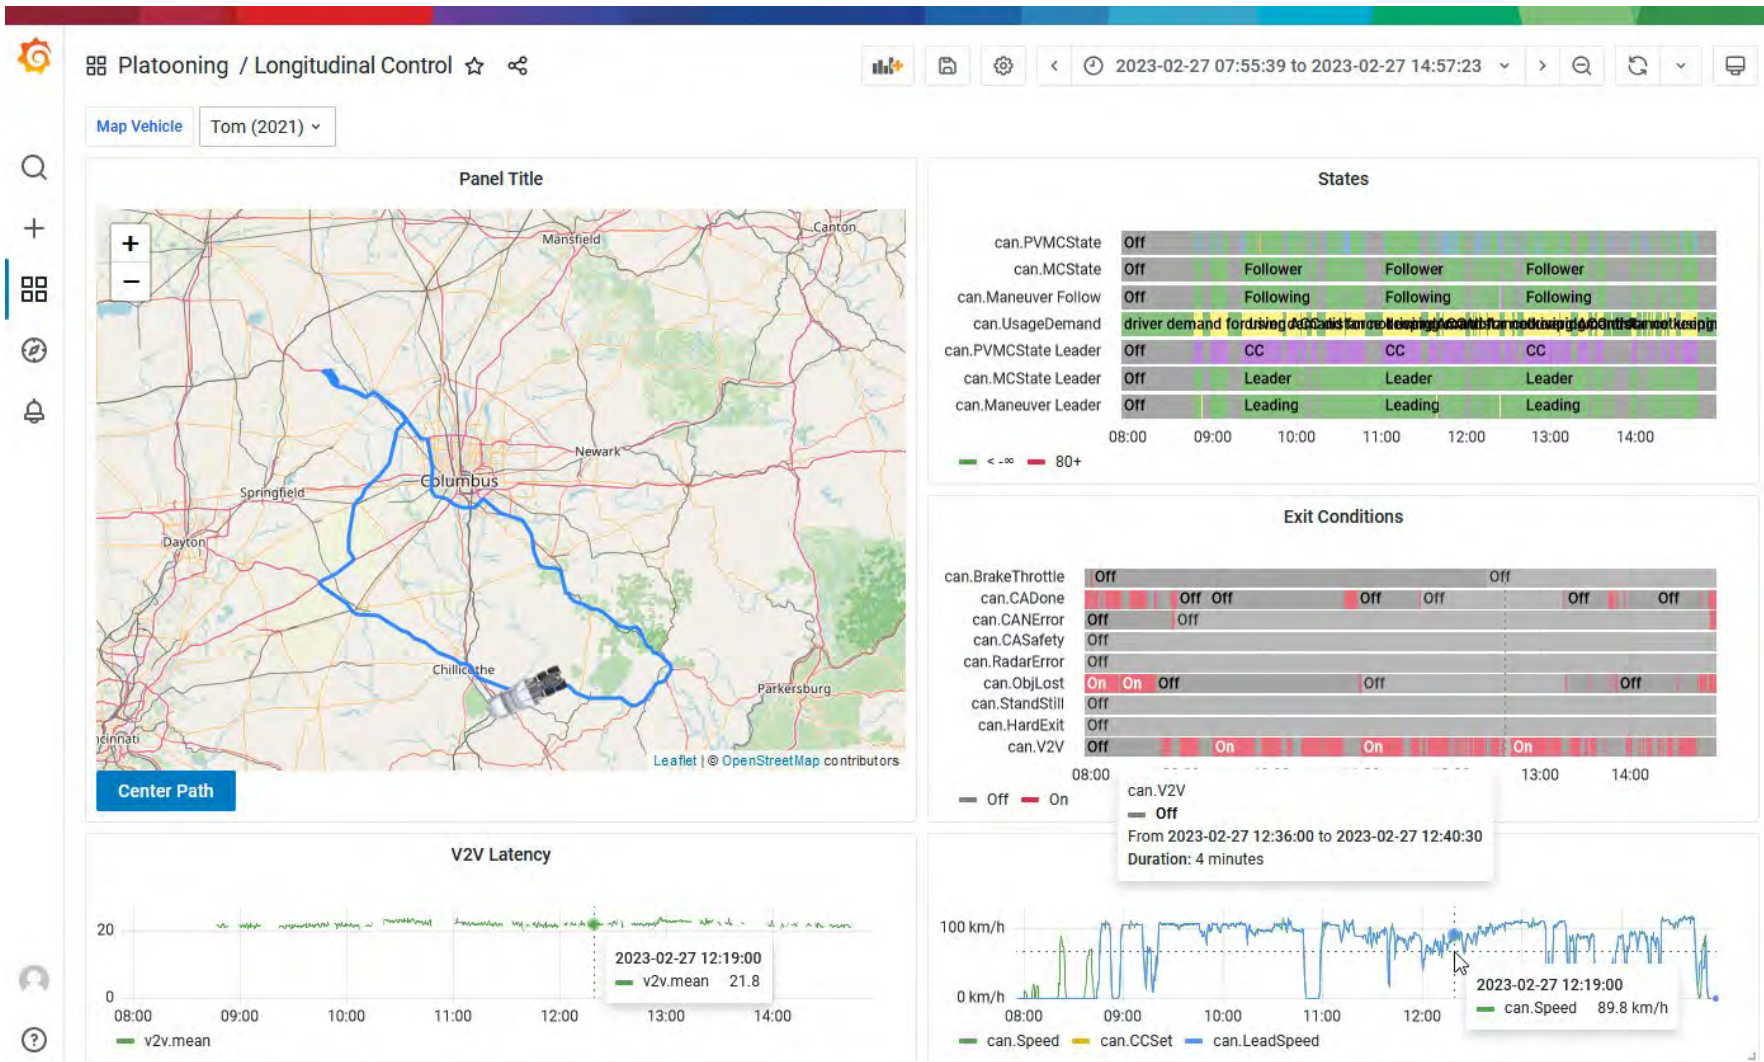 Platooning / Longitudinal Control
2023-02-27 07:55:39 to 2023-02-27 14:57:23
Map Vehicle
Tom (2021)
Panel Title
+
−
Mansfield
Canton
Newark
Columbus
Springfield
Dayton
Chillicothe
Parkersburg
Leaflet | © OpenStreetMap contributors
Center Path
States
can.PVMCState Off
can.MCState Off Follower Follower Follower
can.Maneuver Follow Off Following Following Following
can.UsageDemand driver demand for
can.PVMCState Leader Off CC CC CC
can.MCState Leader Off Leader Leader Leader
can.Maneuver Leader Off Leading Leading Leading
08:00 09:00 10:00 11:00 12:00 13:00 14:00
< -∞ 80+
Exit Conditions
can.BrakeThrottle Off Off
can.CADone Off Off Off Off Off Off
can.CANError Off Off
can.CASafety Off
can.RadarError Off
can.ObjLost On On Off Off Off
can.StandStill Off
can.HardExit Off
can.V2V Off On On On
08:00 13:00 14:00
Off On
can.V2V
Off
From 2023-02-27 12:36:00 to 2023-02-27 12:40:30
Duration: 4 minutes
V2V Latency
20
0
08:00 09:00 10:00 11:00 12:00 13:00 14:00
2023-02-27 12:19:00
v2v.mean 21.8
v2v.mean
100 km/h
0 km/h
08:00 09:00 10:00 11:00 12:00
2023-02-27 12:19:00
can.Speed 89.8 km/h
can.Speed can.CCSet can.LeadSpeed